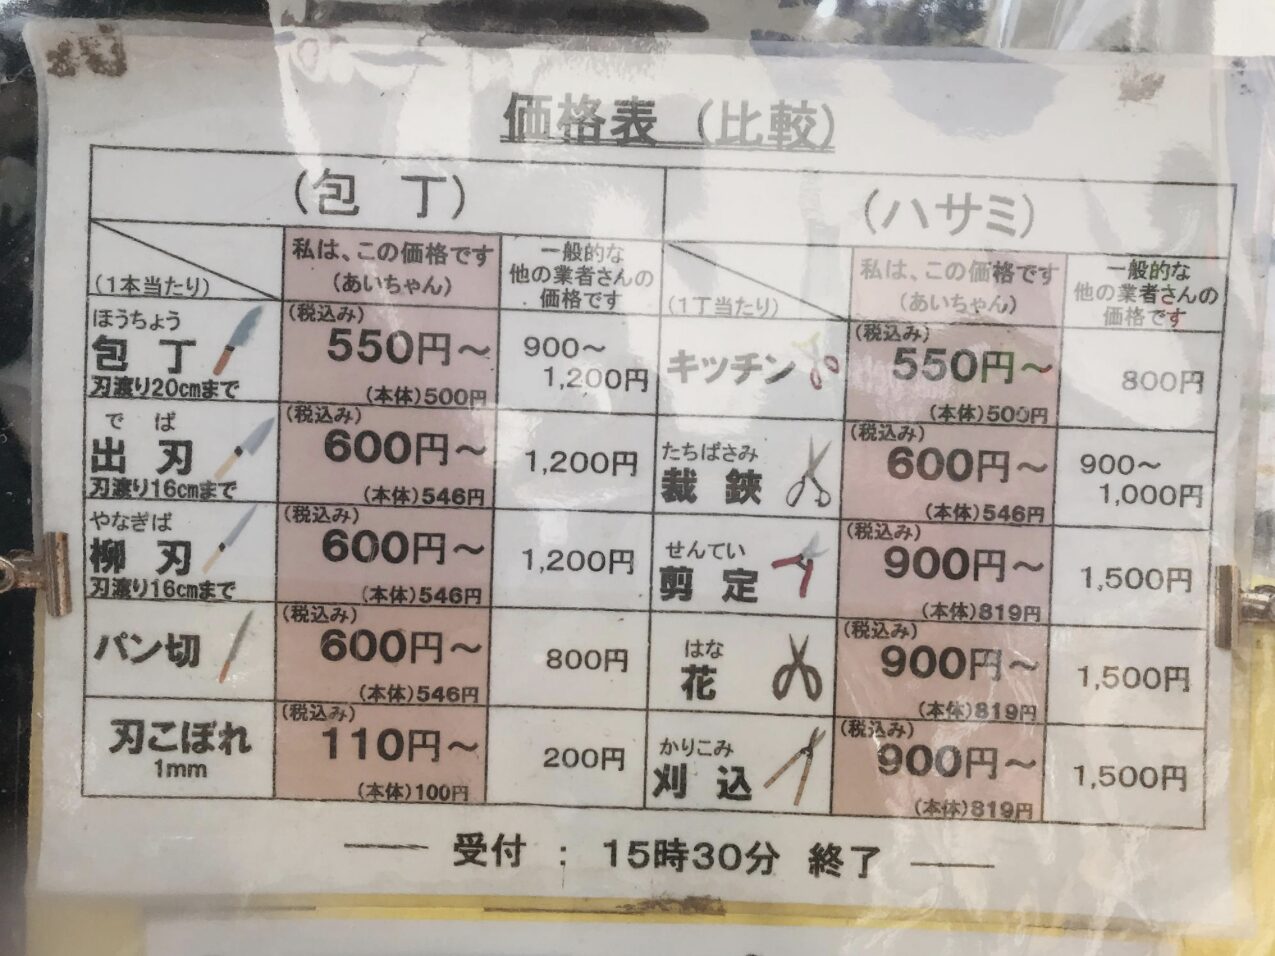 価格表（比較）
（包　丁）
（ハサミ）
（1本当たり）
私は、この価格です
（あいちゃん）
一般的な
他の業者さんの
価格です
（1丁当たり）
私は、この価格です
（あいちゃん）
一般的な
他の業者さんの
価格です
ほうちょう
包　丁
刃渡り20cmまで
（税込み）
550円～
（本体）500円
900～
1,200円
キッチン
（税込み）
550円～
（本体）500円
800円
でば
出　刃
刃渡り16cmまで
（税込み）
600円～
（本体）546円
1,200円
たちばさみ
裁　鋏
（税込み）
600円～
（本体）546円
900～
1,000円
やなぎば
柳　刃
刃渡り16cmまで
（税込み）
600円～
（本体）546円
1,200円
せんてい
剪　定
（税込み）
900円～
（本体）819円
1,500円
パン切
（税込み）
600円～
（本体）546円
800円
はな
花
（税込み）
900円～
（本体）819円
1,500円
刃こぼれ
1mm
（税込み）
110円～
（本体）100円
200円
かりこみ
刈　込
（税込み）
900円～
（本体）819円
1,500円
── 受付 ： 15時30分 終了 ──